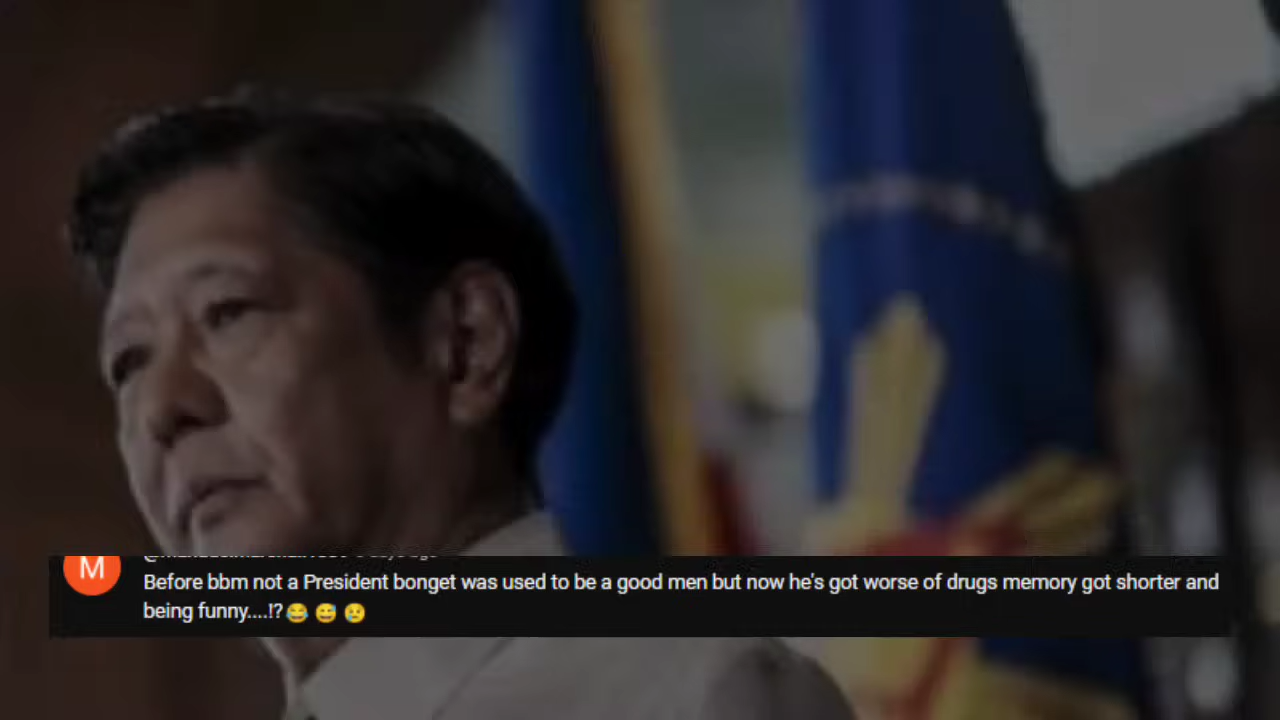 M
Before bbm not a President bonget was used to be a good men but now he's got worse of drugs memory got shorter and
being funny....!?😂 😅 😢